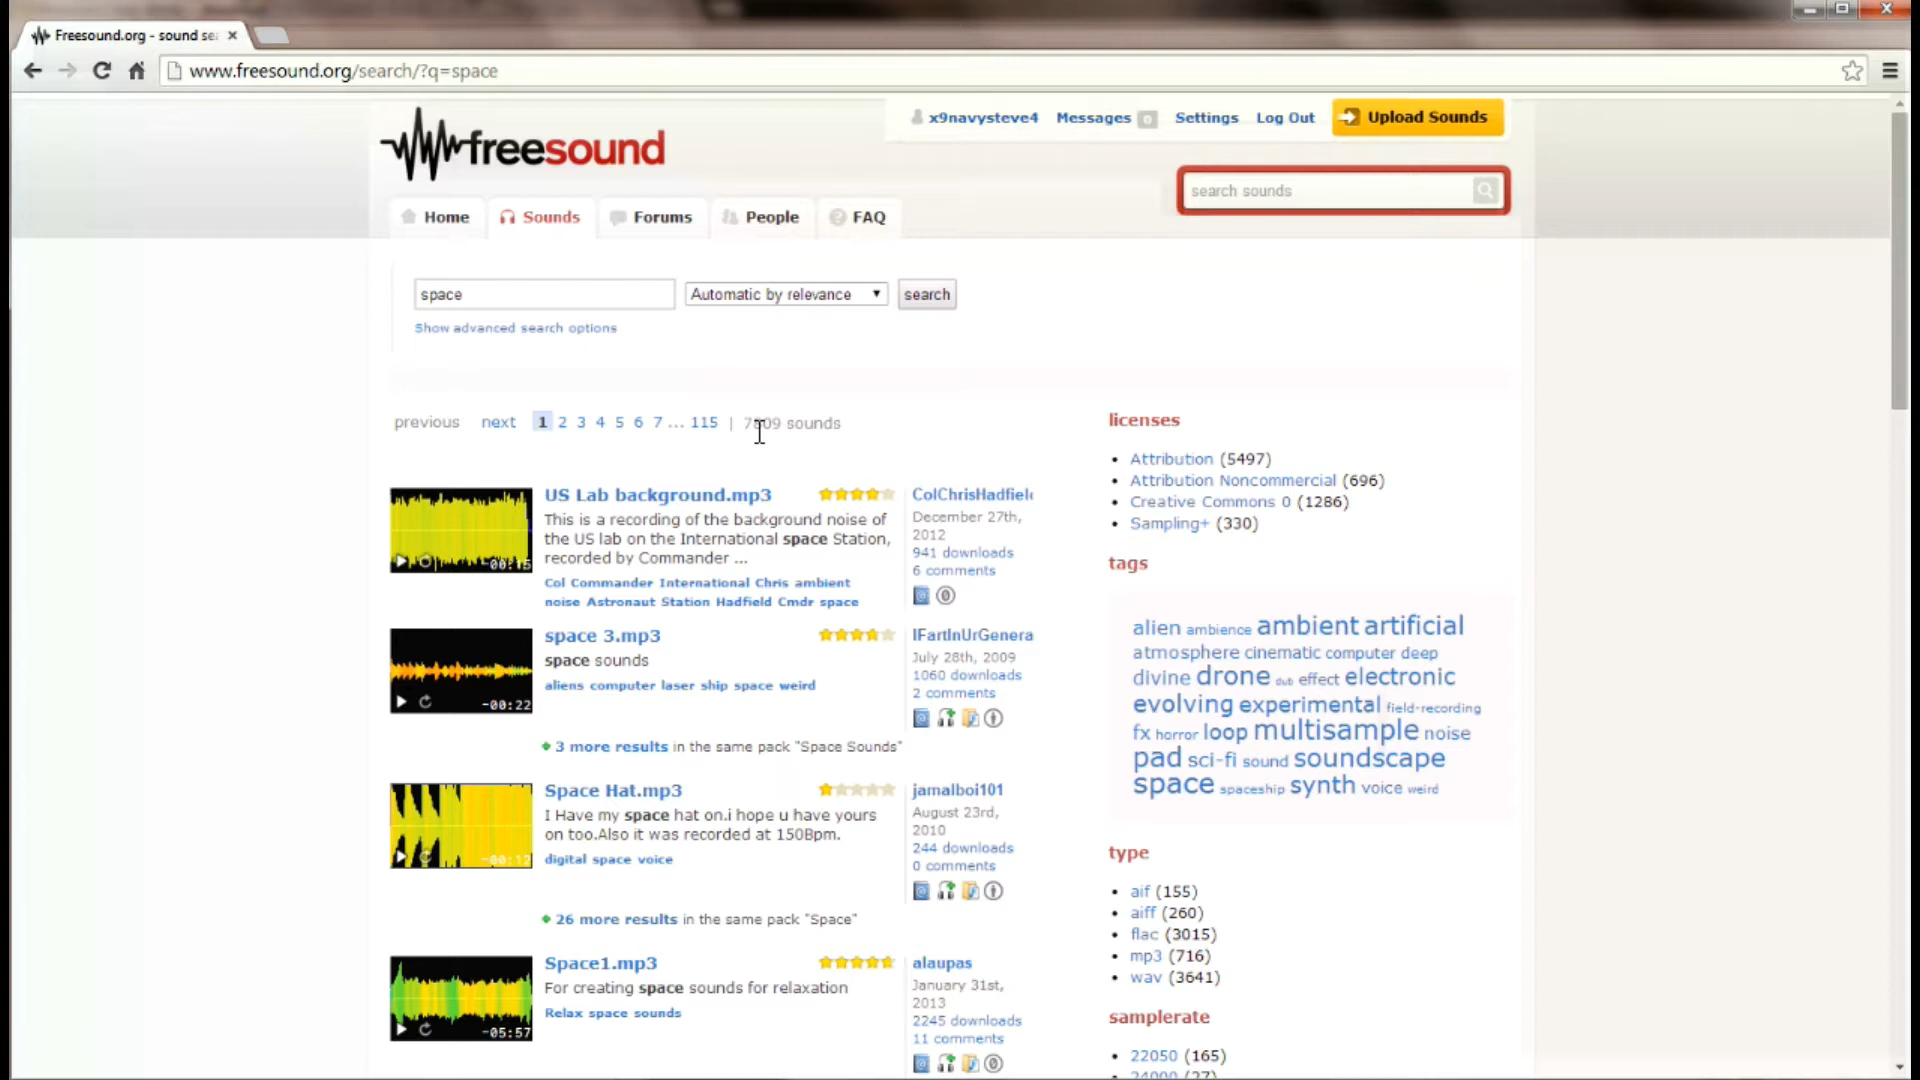 Freesound.org - sound se
www.freesound.org/search/?q=space
freesound
x9navysteve4 Messages 0 Settings Log Out Upload Sounds
search sounds
Home Sounds Forums People FAQ
space Automatic by relevance search
Show advanced search options
previous next 1 2 3 4 5 6 7 ... 115 | sounds
US Lab background.mp3
This is a recording of the background noise of
the US lab on the International space Station,
recorded by Commander ...
Col Commander International Chris ambient
noise Astronaut Station Hadfield Cmdr space
-00:15
ColChrisHadfiel
December 27th,
2012
941 downloads
6 comments
space 3.mp3
space sounds
aliens computer laser ship space weird
-00:22
IFartInUrGenera
July 28th, 2009
1060 downloads
2 comments
3 more results in the same pack "Space Sounds"
Space Hat.mp3
I Have my space hat on.i hope u have yours
on too.Also it was recorded at 150Bpm.
digital space voice
-00:12
jamalboi101
August 23rd,
2010
244 downloads
0 comments
26 more results in the same pack "Space"
Space1.mp3
For creating space sounds for relaxation
Relax space sounds
-05:57
alaupas
January 31st,
2013
2245 downloads
11 comments
licenses
Attribution (5497)
Attribution Noncommercial (696)
Creative Commons 0 (1286)
Sampling+ (330)
tags
alien ambience ambient artificial
atmosphere cinematic computer deep
divine drone dub effect electronic
evolving experimental field-recording
fx horror loop multisample noise
pad sci-fi sound soundscape
space spaceship synth voice weird
type
aif (155)
aiff (260)
flac (3015)
mp3 (716)
wav (3641)
samplerate
22050 (165)
24000 (27)